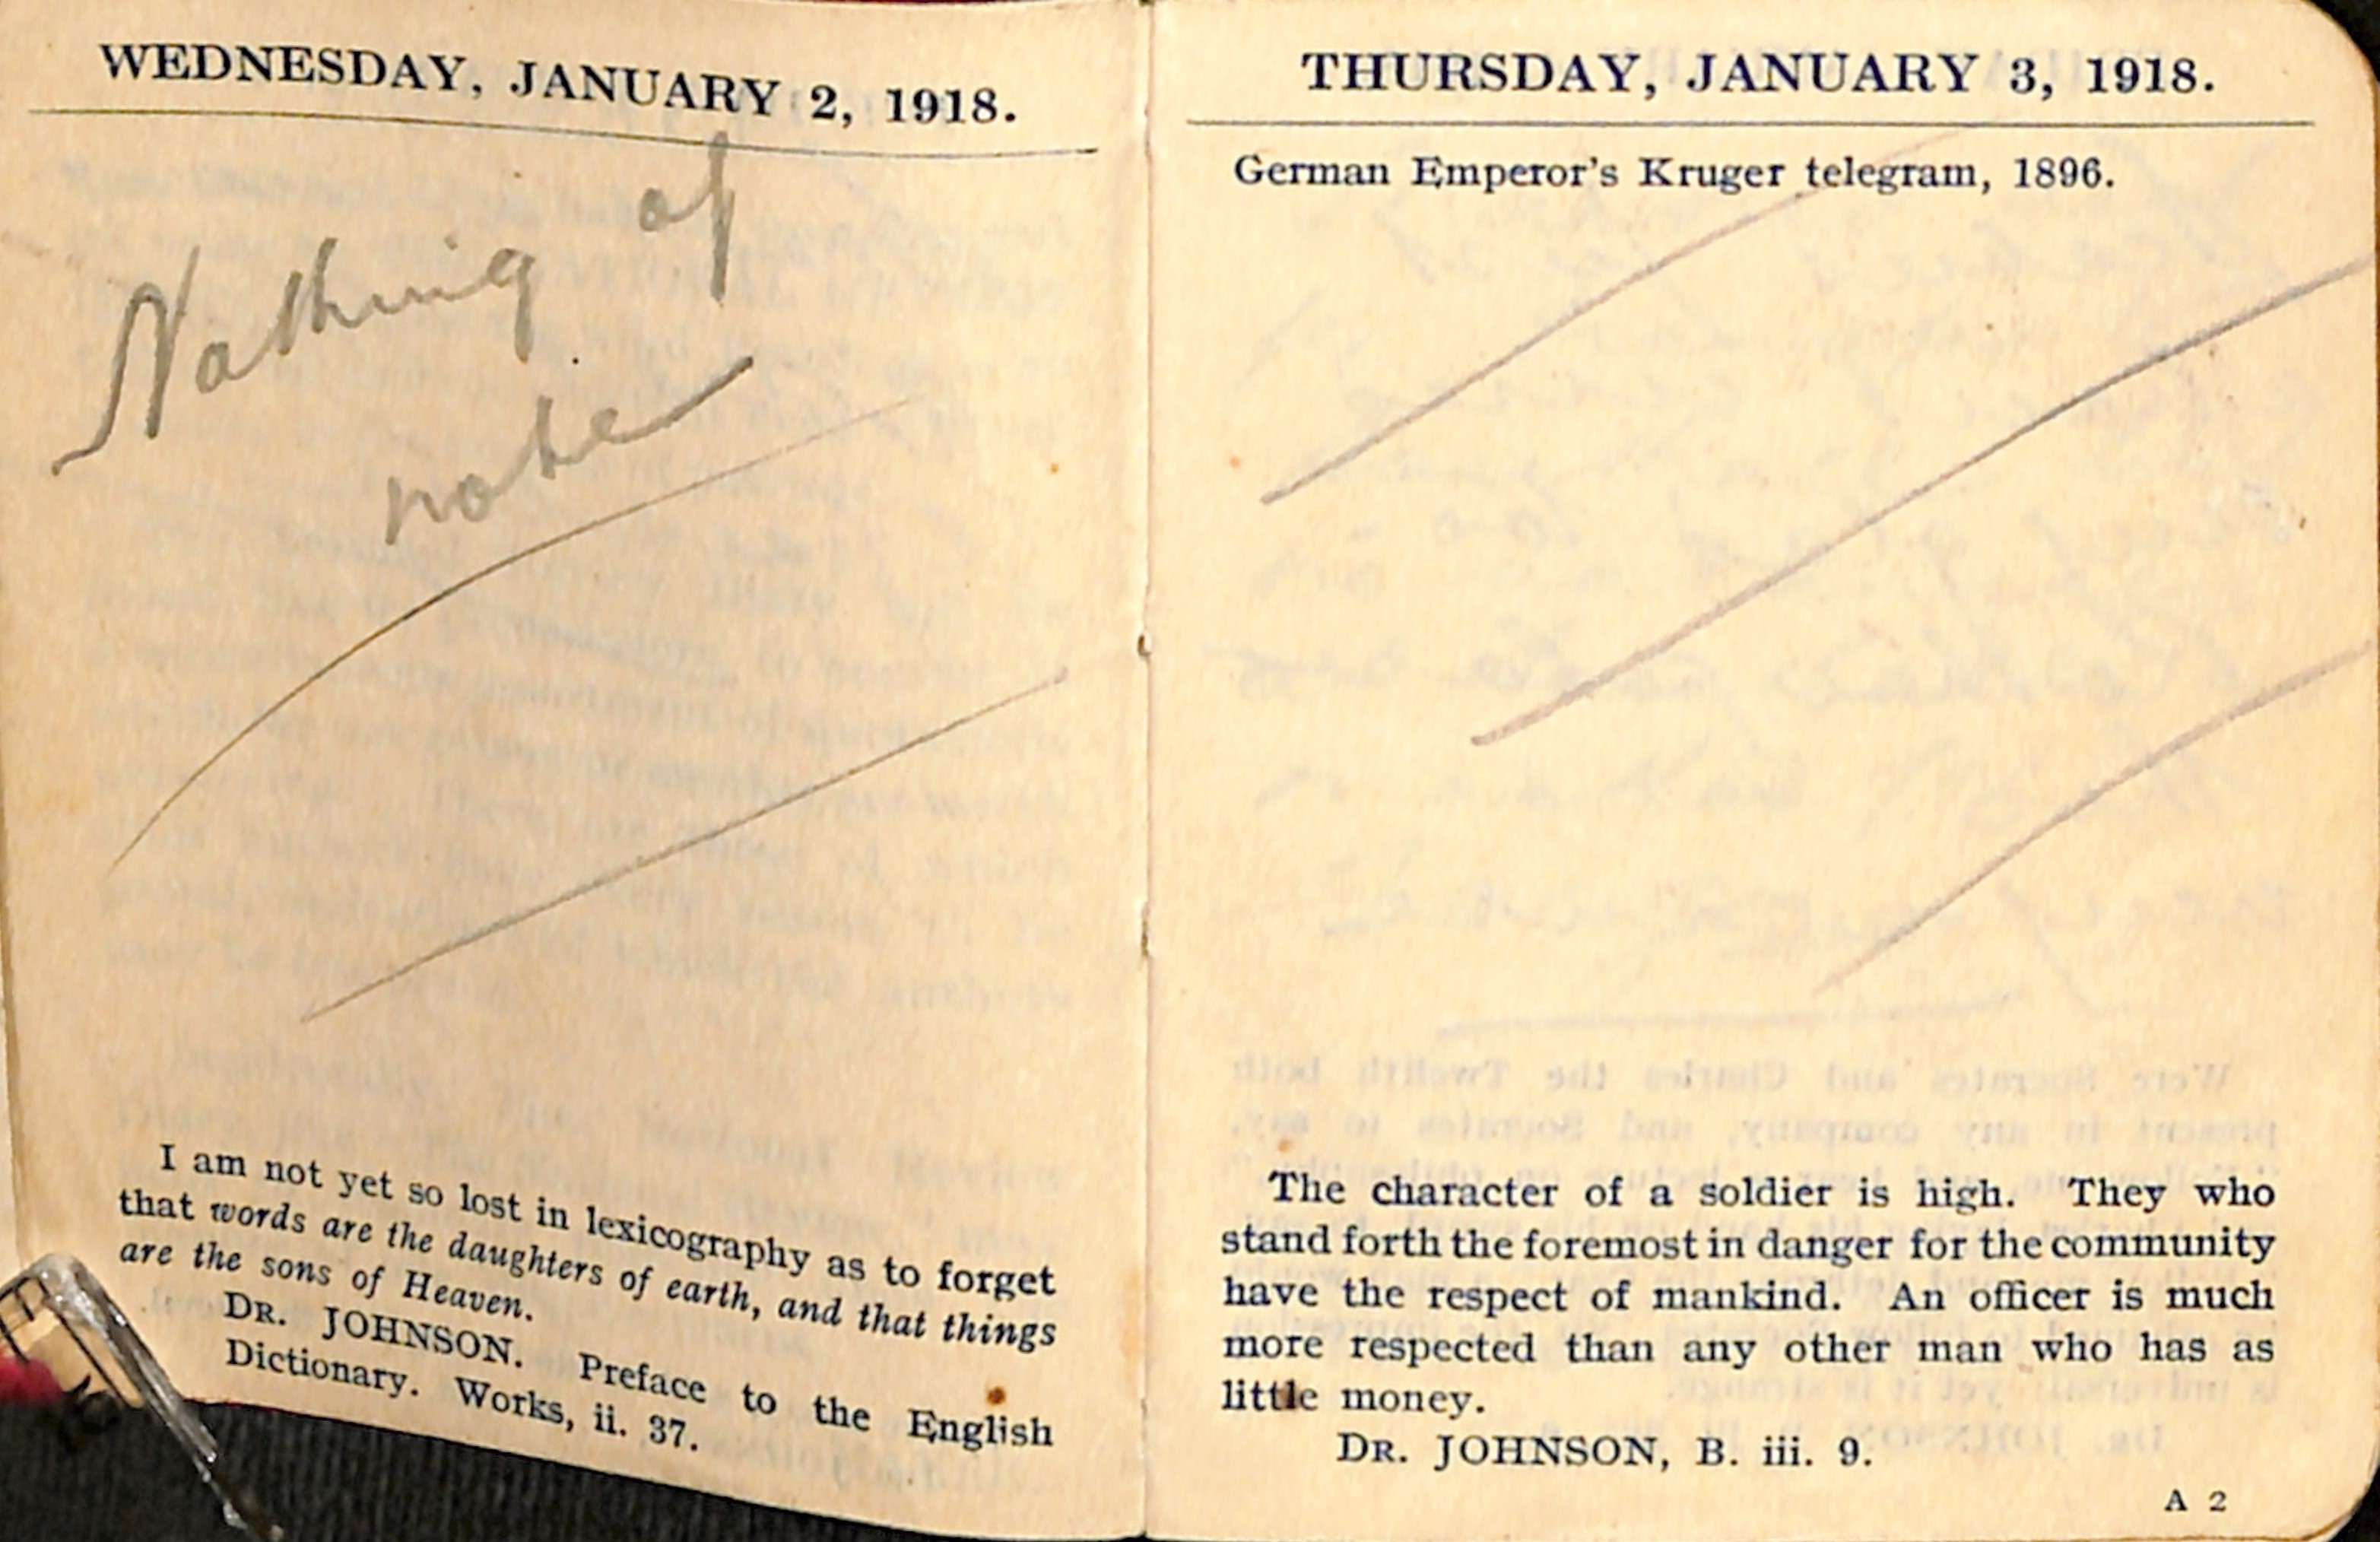 WEDNESDAY, JANUARY 2, 1918.
Nothing of
note
I am not yet so lost in lexicography as to forget
that words are the daughters of earth, and that things
are the sons of Heaven.
DR. JOHNSON. Preface to the English
Dictionary. Works, ii. 37.
THURSDAY, JANUARY 3, 1918.
German Emperor's Kruger telegram, 1896.
The character of a soldier is high. They who
stand forth the foremost in danger for the community
have the respect of mankind. An officer is much
more respected than any other man who has as
little money.
DR. JOHNSON, B. iii. 9.
A 2